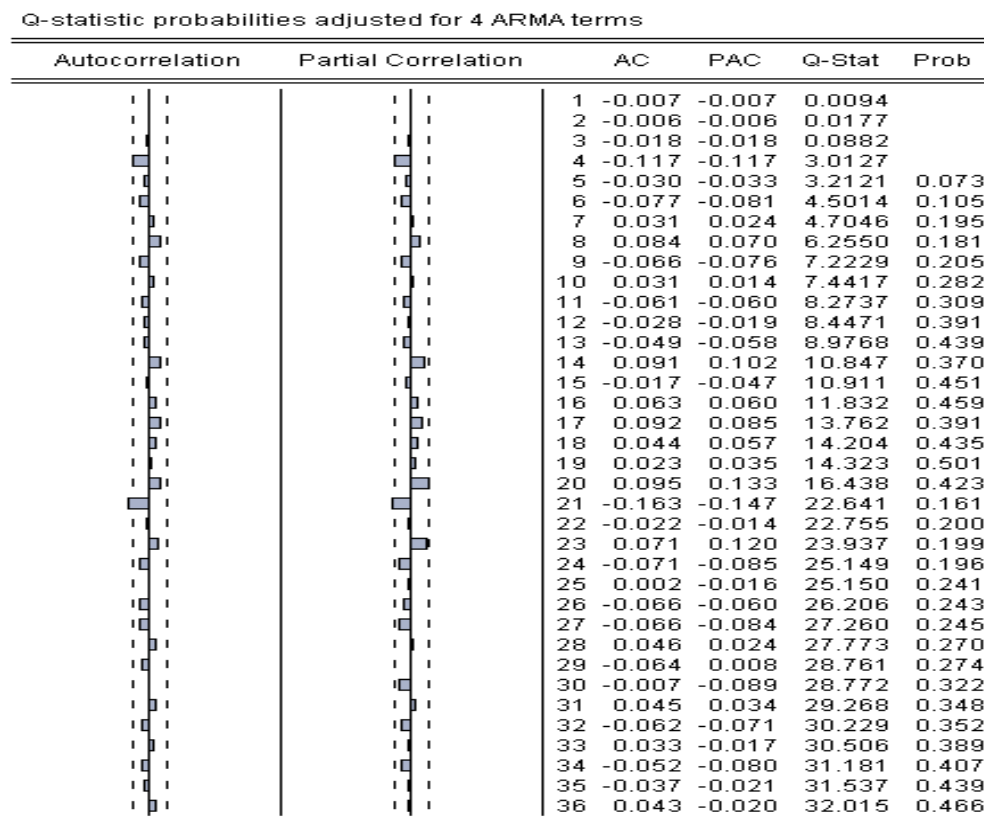 Q-statistic probabilities adjusted for 4 ARMA terms
Autocorrelation Partial Correlation AC PAC Q-Stat Prob
1 -0.007 -0.007 0.0094
2 -0.006 -0.006 0.0177
3 -0.018 -0.018 0.0882
4 -0.117 -0.117 3.0127
5 -0.030 -0.033 3.2121 0.073
6 -0.077 -0.081 4.5014 0.105
7 0.031 0.024 4.7046 0.195
8 0.084 0.070 6.2550 0.181
9 -0.066 -0.076 7.2229 0.205
10 0.031 0.014 7.4417 0.282
11 -0.061 -0.060 8.2737 0.309
12 -0.028 -0.019 8.4471 0.391
13 -0.049 -0.058 8.9768 0.439
14 0.091 0.102 10.847 0.370
15 -0.017 -0.047 10.911 0.451
16 0.063 0.060 11.832 0.459
17 0.092 0.085 13.762 0.391
18 0.044 0.057 14.204 0.435
19 0.023 0.035 14.323 0.501
20 0.095 0.133 16.438 0.423
21 -0.163 -0.147 22.641 0.161
22 -0.022 -0.014 22.755 0.200
23 0.071 0.120 23.937 0.199
24 -0.071 -0.085 25.149 0.196
25 0.002 -0.016 25.150 0.241
26 -0.066 -0.060 26.206 0.243
27 -0.066 -0.084 27.260 0.245
28 0.046 0.024 27.773 0.270
29 -0.064 0.008 28.761 0.274
30 -0.007 -0.089 28.772 0.322
31 0.045 0.034 29.268 0.348
32 -0.062 -0.071 30.229 0.352
33 0.033 -0.017 30.506 0.389
34 -0.052 -0.080 31.181 0.407
35 -0.037 -0.021 31.537 0.439
36 0.043 -0.020 32.015 0.466